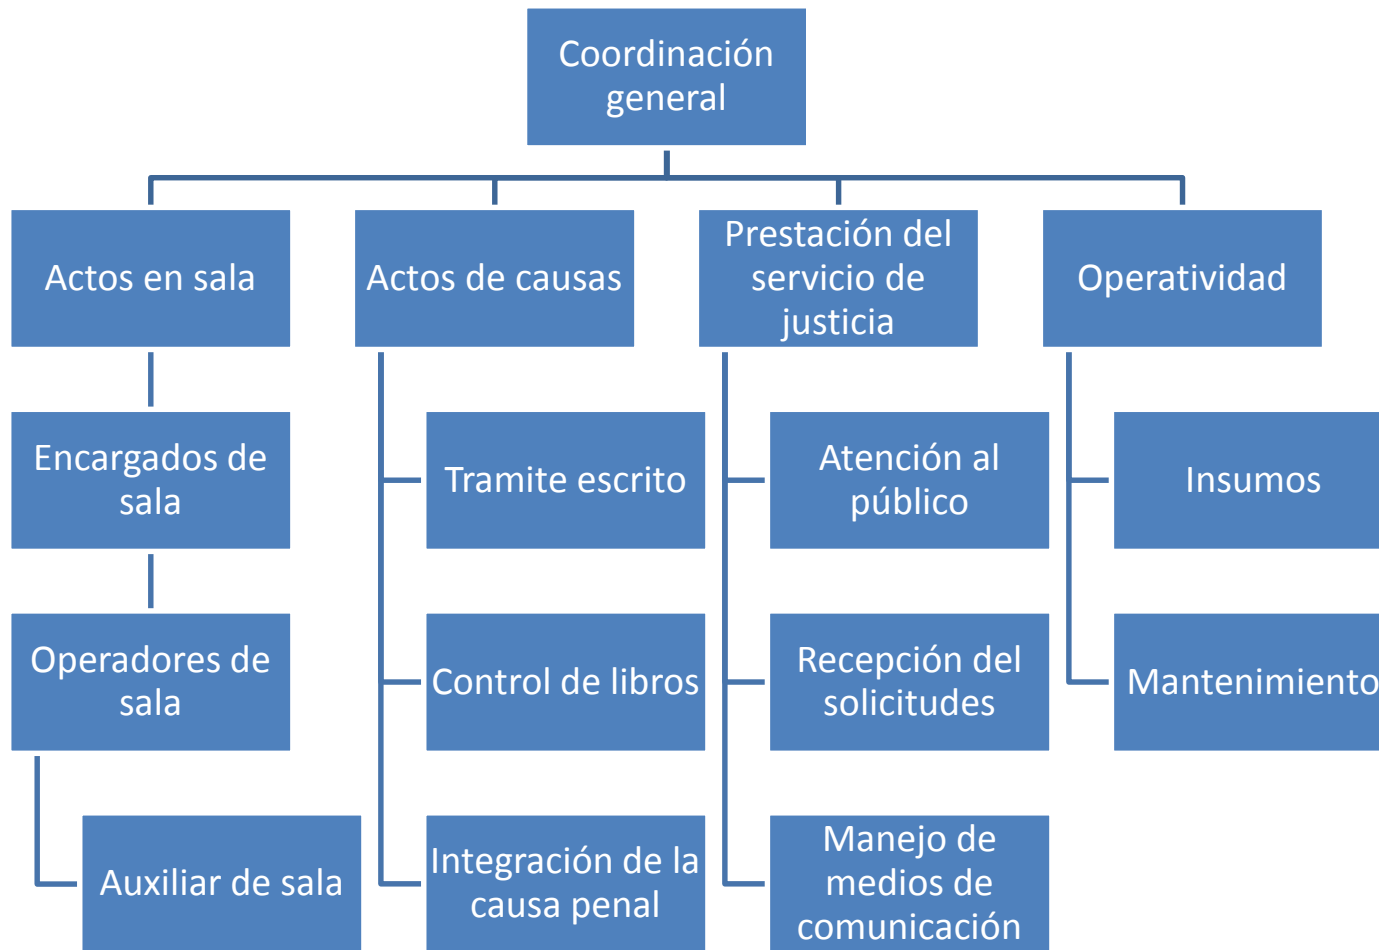 Coordinación
general
Actos en sala
Actos de causas
Prestación del
servicio de
justicia
Operatividad
Encargados de
sala
Tramite escrito
Atención al
público
Insumos
Operadores de
sala
Control de libros
Recepción del
solicitudes
Mantenimiento
Auxiliar de sala
Integración de la
causa penal
Manejo de
medios de
comunicación